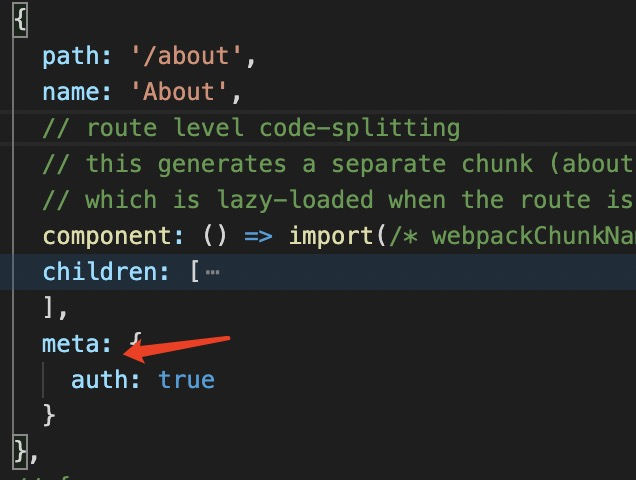 {
path: '/about',
name: 'About',
// route level code-splitting
// this generates a separate chunk (about
// which is lazy-loaded when the route is
component: () => import(/* webpackChunkNam
children: [ ⋯
],
meta: {
auth: true
}
},